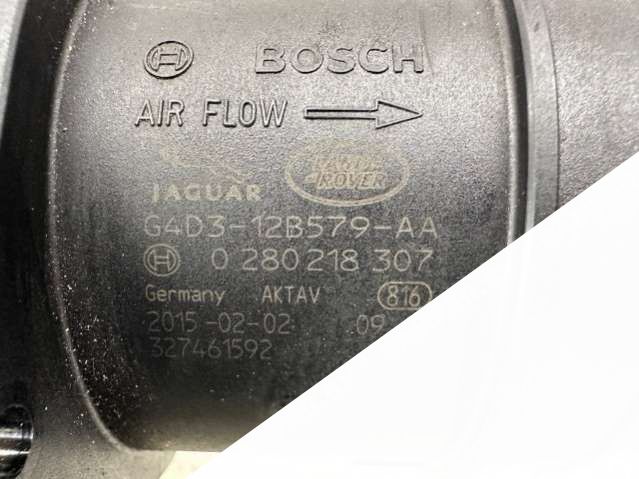 BOSCH
AIR FLOW
JAGUAR LAND ROVER
G4D3-12B579-AA
0 280 218 307
Germany AKTAV 816
2015-02-02 09
327461592